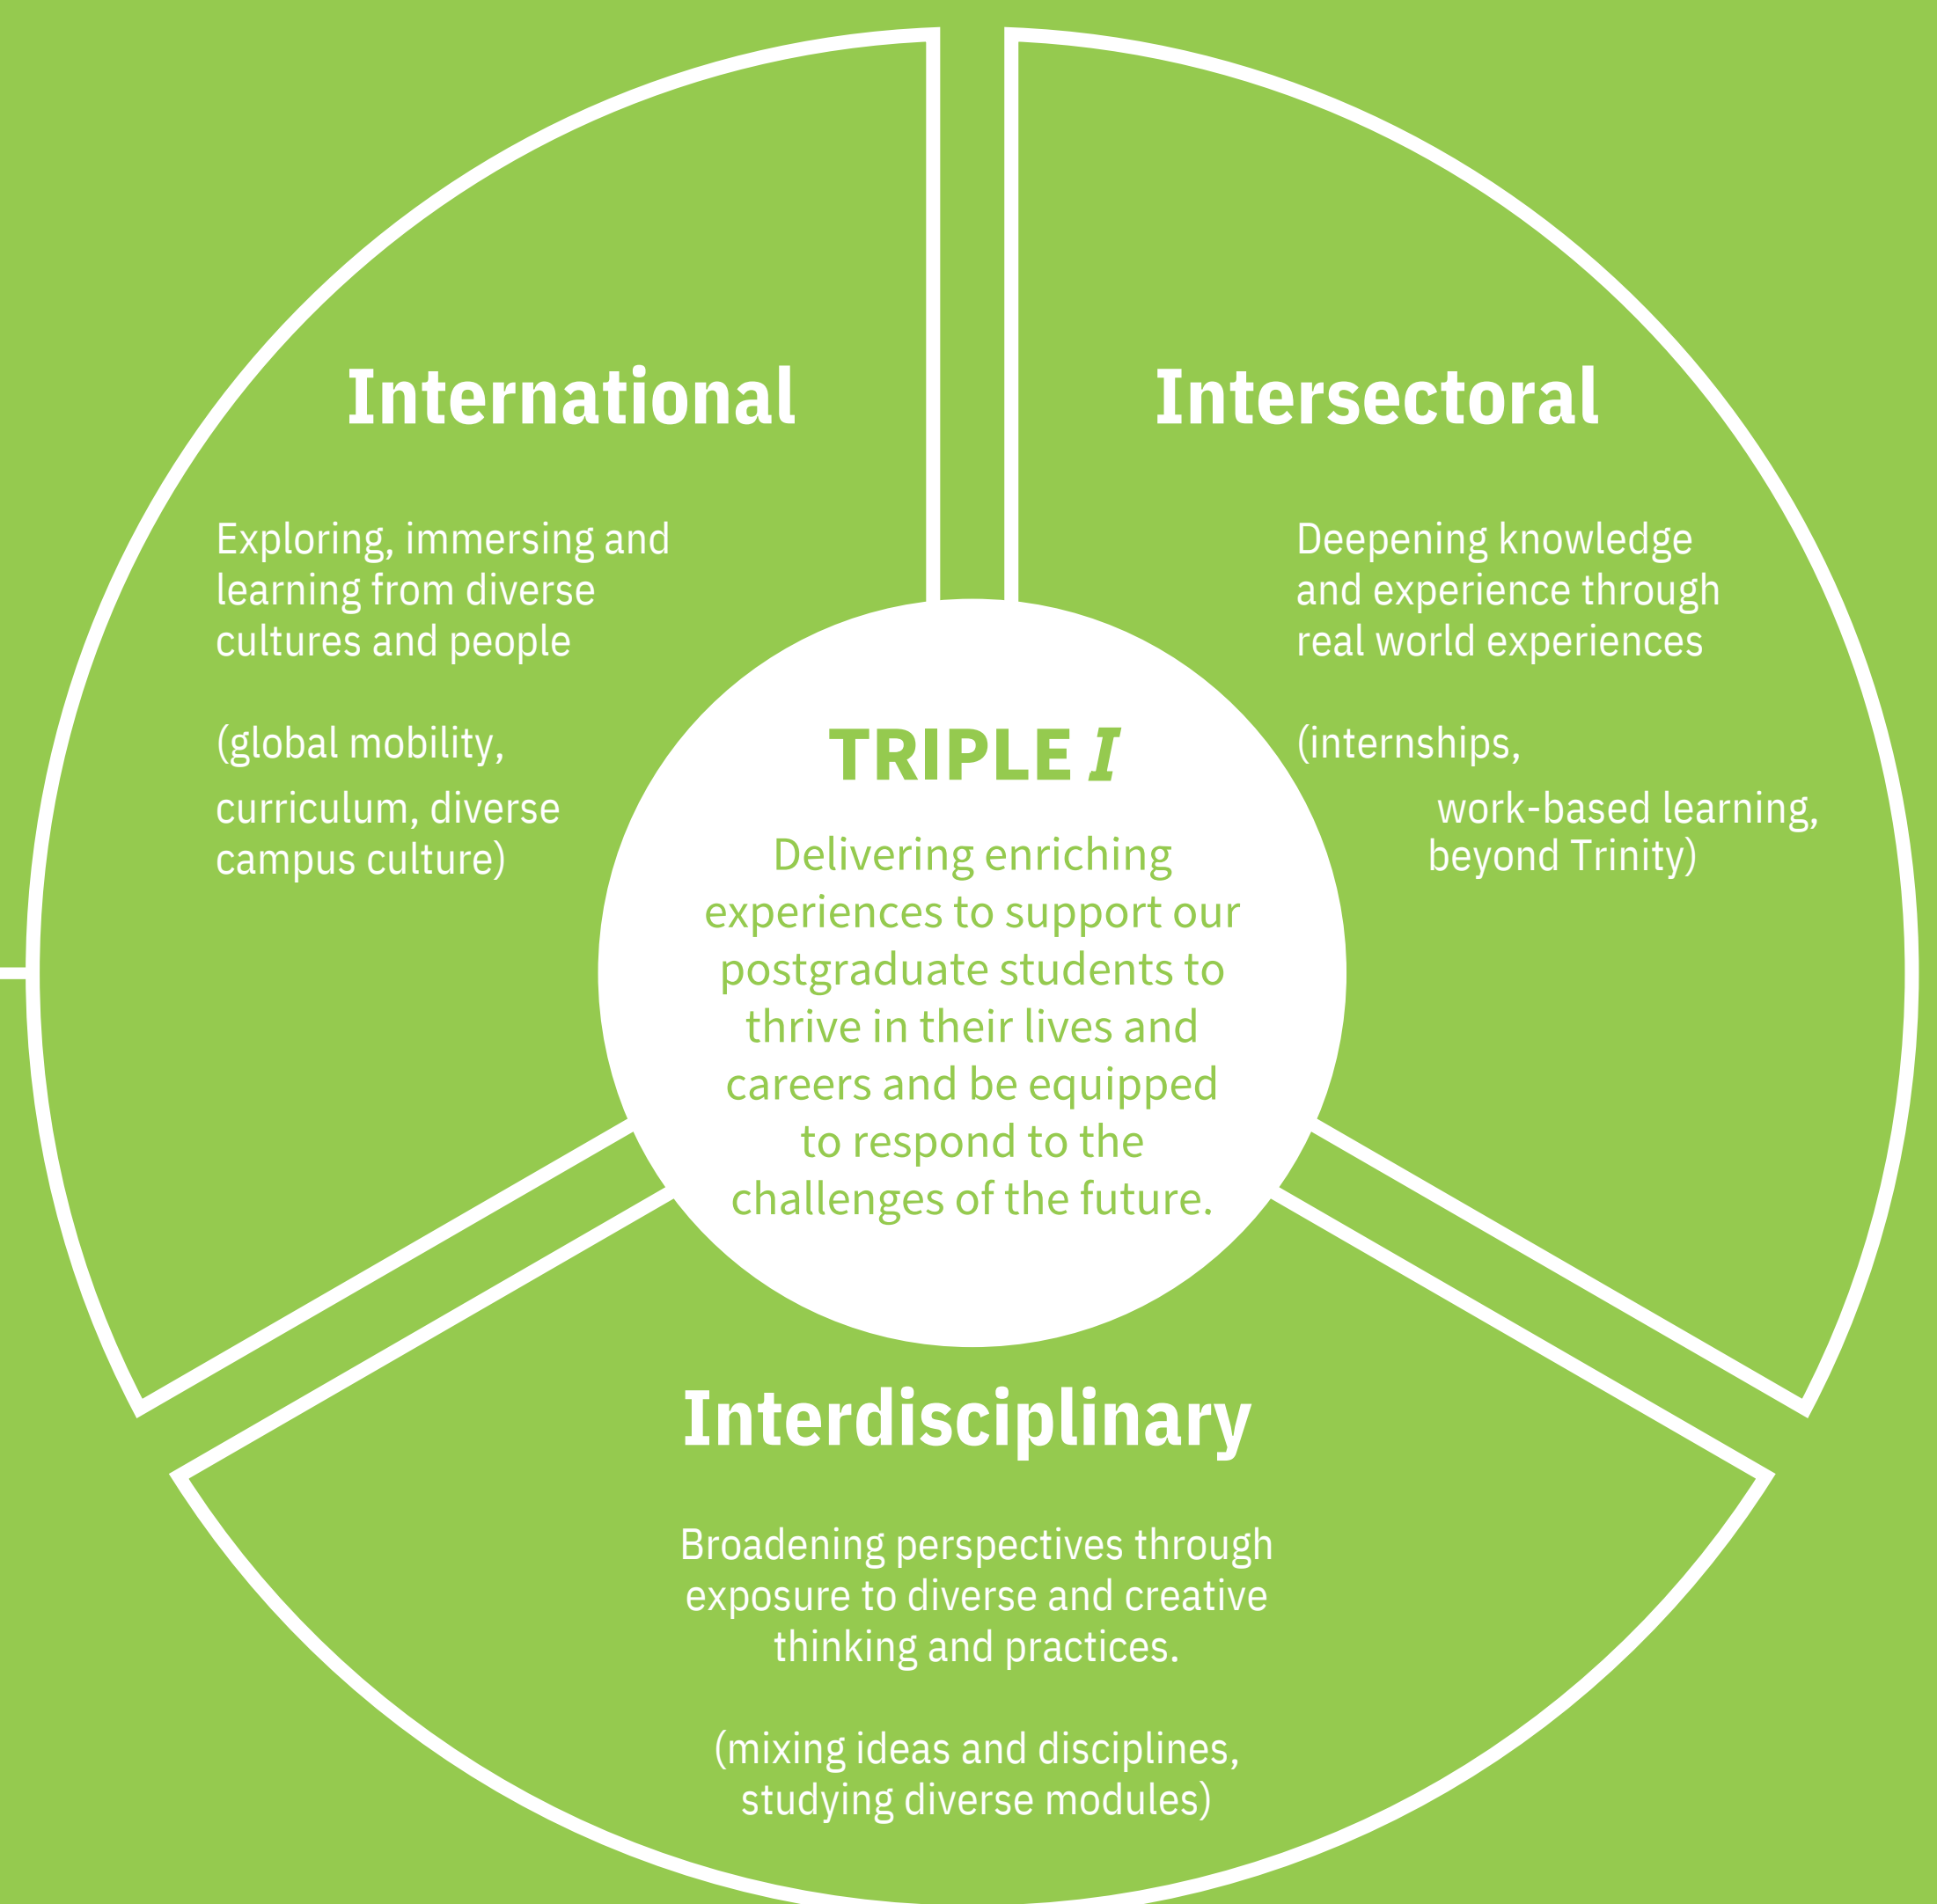 International
Exploring, immersing and
learning from diverse
cultures and people
(global mobility,
curriculum, diverse
campus culture)
Intersectoral
Deepening knowledge
and experience through
real world experiences
(internships,
work-based learning,
beyond Trinity)
TRIPLE I
Delivering enriching
experiences to support our
postgraduate students to
thrive in their lives and
careers and be equipped
to respond to the
challenges of the future.
Interdisciplinary
Broadening perspectives through
exposure to diverse and creative
thinking and practices.
(mixing ideas and disciplines,
studying diverse modules)